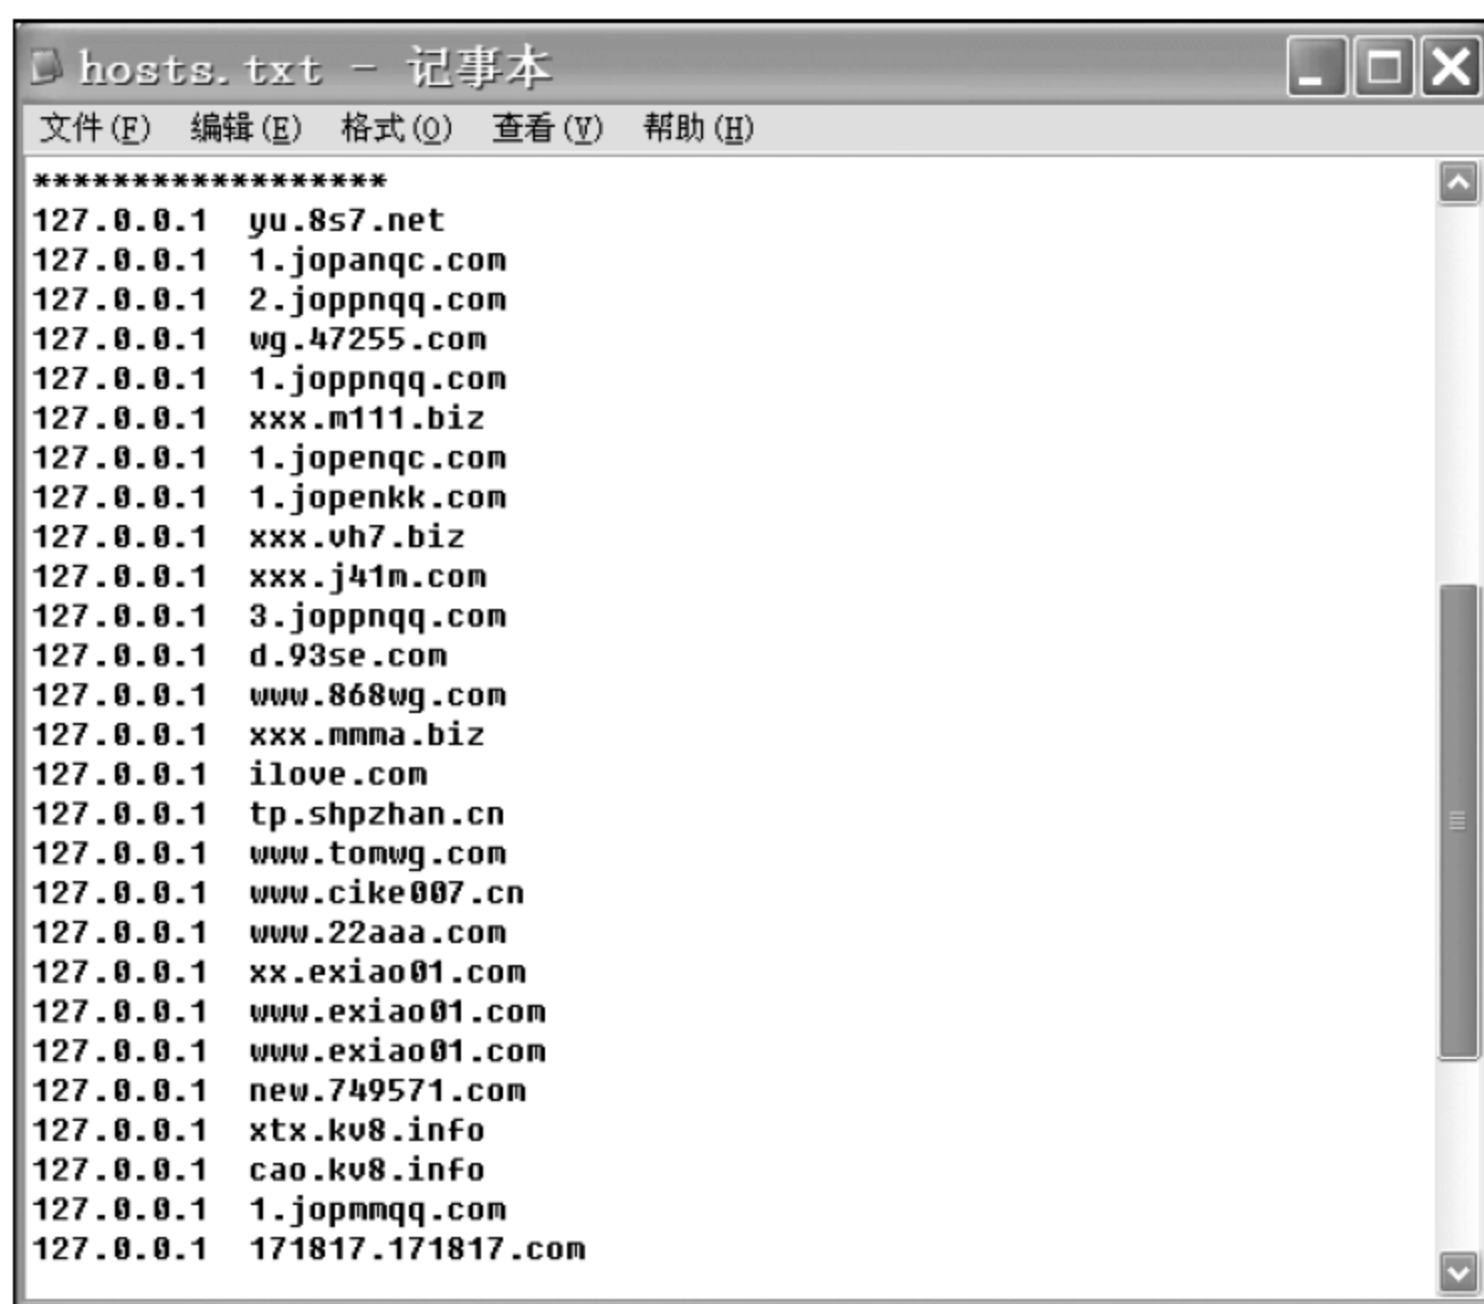 hosts.txt - 记事本
文件(F) 编辑(E) 格式(O) 查看(V) 帮助(H)
******************
127.0.0.1 yu.8s7.net
127.0.0.1 1.jopanqc.com
127.0.0.1 2.joppnqq.com
127.0.0.1 wg.47255.com
127.0.0.1 1.joppnqq.com
127.0.0.1 xxx.m111.biz
127.0.0.1 1.jopenqc.com
127.0.0.1 1.jopenkk.com
127.0.0.1 xxx.vh7.biz
127.0.0.1 xxx.j41m.com
127.0.0.1 3.joppnqq.com
127.0.0.1 d.93se.com
127.0.0.1 www.868wg.com
127.0.0.1 xxx.mmma.biz
127.0.0.1 ilove.com
127.0.0.1 tp.shpzhan.cn
127.0.0.1 www.tomwg.com
127.0.0.1 www.cike007.cn
127.0.0.1 www.22aaa.com
127.0.0.1 xx.exiao01.com
127.0.0.1 www.exiao01.com
127.0.0.1 www.exiao01.com
127.0.0.1 new.749571.com
127.0.0.1 xtx.kv8.info
127.0.0.1 cao.kv8.info
127.0.0.1 1.jopmmqq.com
127.0.0.1 171817.171817.com